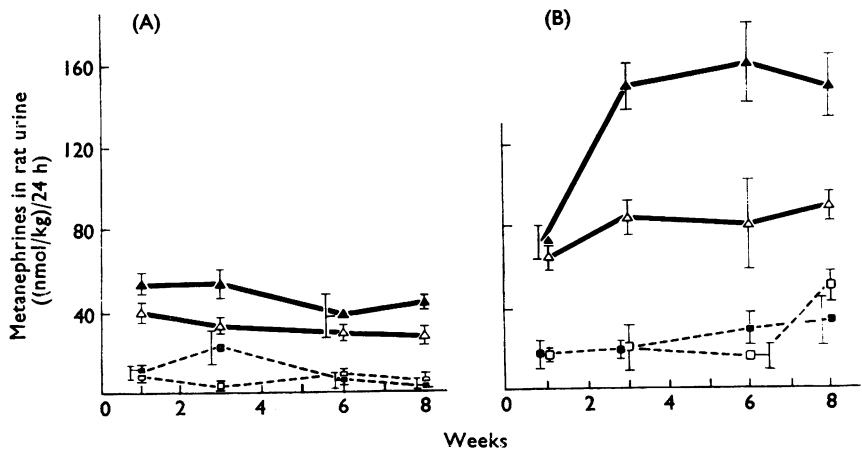 (A)
(B)
Metanephrines in rat urine
((nmol/kg)/24 h)
160
120
80
40
0 2 4 6 8
0 2 4 6 8
Weeks